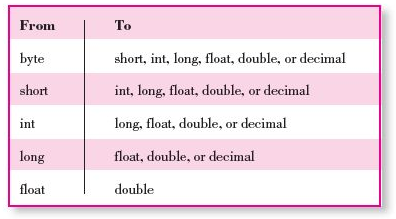 From To
byte short, int, long, float, double, or decimal
short int, long, float, double, or decimal
int long, float, double, or decimal
long float, double, or decimal
float double